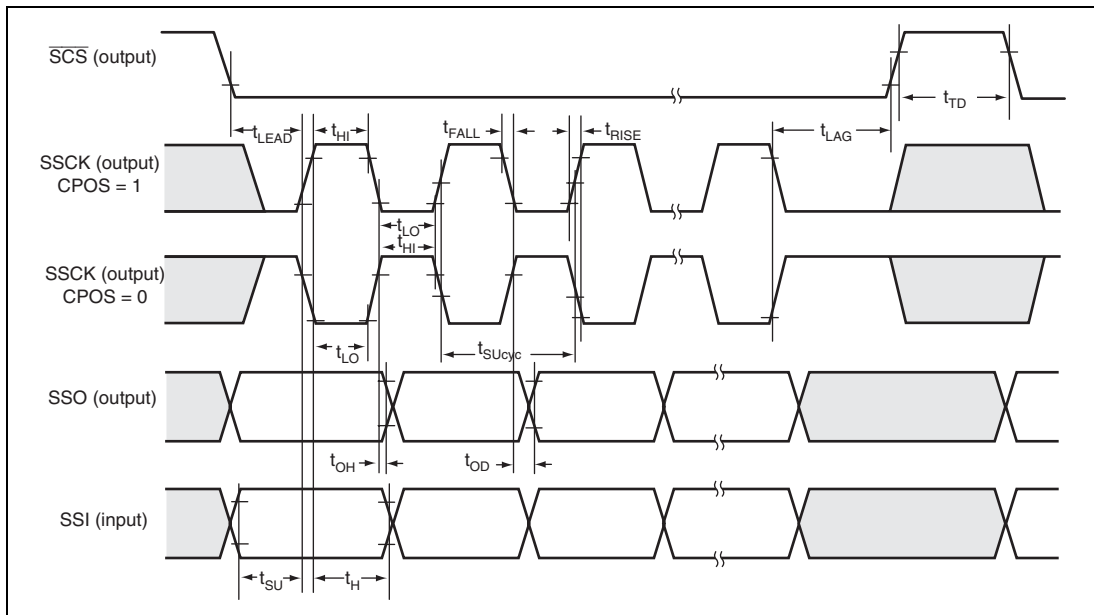 SCS (output)
tTD
tLEAD
tHI
tFALL
tRISE
tLAG
SSCK (output)
CPOS = 1
tLO
tHI
SSCK (output)
CPOS = 0
tLO
tSUcyc
SSO (output)
tOH
tOD
SSI (input)
tSU
tH